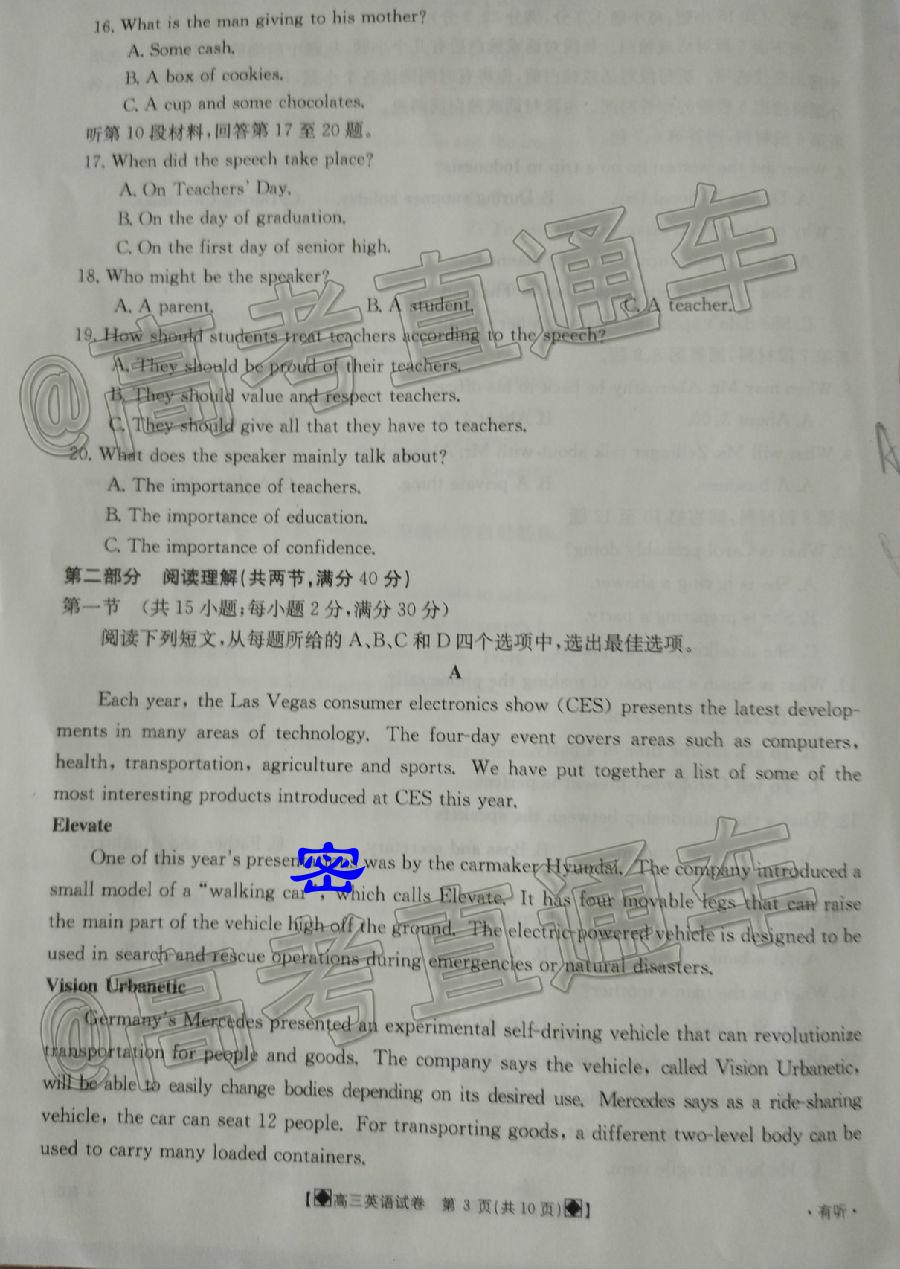 16. What is the man giving to his mother?
A. Some cash.
B. A box of cookies.
C. A cup and some chocolates.
听第10段材料,回答第17至20题。
17. When did the speech take place?
A. On Teachers' Day.
B. On the day of graduation.
C. On the first day of senior high.
18. Who might be the speaker?
A. A parent. B. A student. C. A teacher.
19. How should students treat teachers according to the speech?
A. They should be proud of their teachers.
B. They should value and respect teachers.
C. They should give all that they have to teachers.
20. What does the speaker mainly talk about?
A. The importance of teachers.
B. The importance of education.
C. The importance of confidence.
第二部分 阅读理解(共两节,满分40分)
第一节 (共15小题;每小题2分,满分30分)
阅读下列短文,从每题所给的A、B、C和D四个选项中,选出最佳选项。
A
Each year, the Las Vegas consumer electronics show (CES) presents the latest develop-
ments in many areas of technology. The four-day event covers areas such as computers,
health, transportation, agriculture and sports. We have put together a list of some of the
most interesting products introduced at CES this year.
Elevate
One of this year's was by the carmaker Hyundai. The company introduced a
small model of a "walking car", which calls Elevate. It has four movable legs that can raise
the main part of the vehicle high off the ground. The electric-powered vehicle is designed to be
used in search and rescue operations during emergencies or natural disasters.
Vision Urbanetic
Germany's Mercedes presented an experimental self-driving vehicle that can revolutionize
transportation for people and goods. The company says the vehicle, called Vision Urbanetic,
will be able to easily change bodies depending on its desired use. Mercedes says as a ride-sharing
vehicle, the car can seat 12 people. For transporting goods, a different two-level body can be
used to carry many loaded containers.
【高三英语试卷 第3页(共10页)】
·有听·
@高考直通车
@高考直通车
密